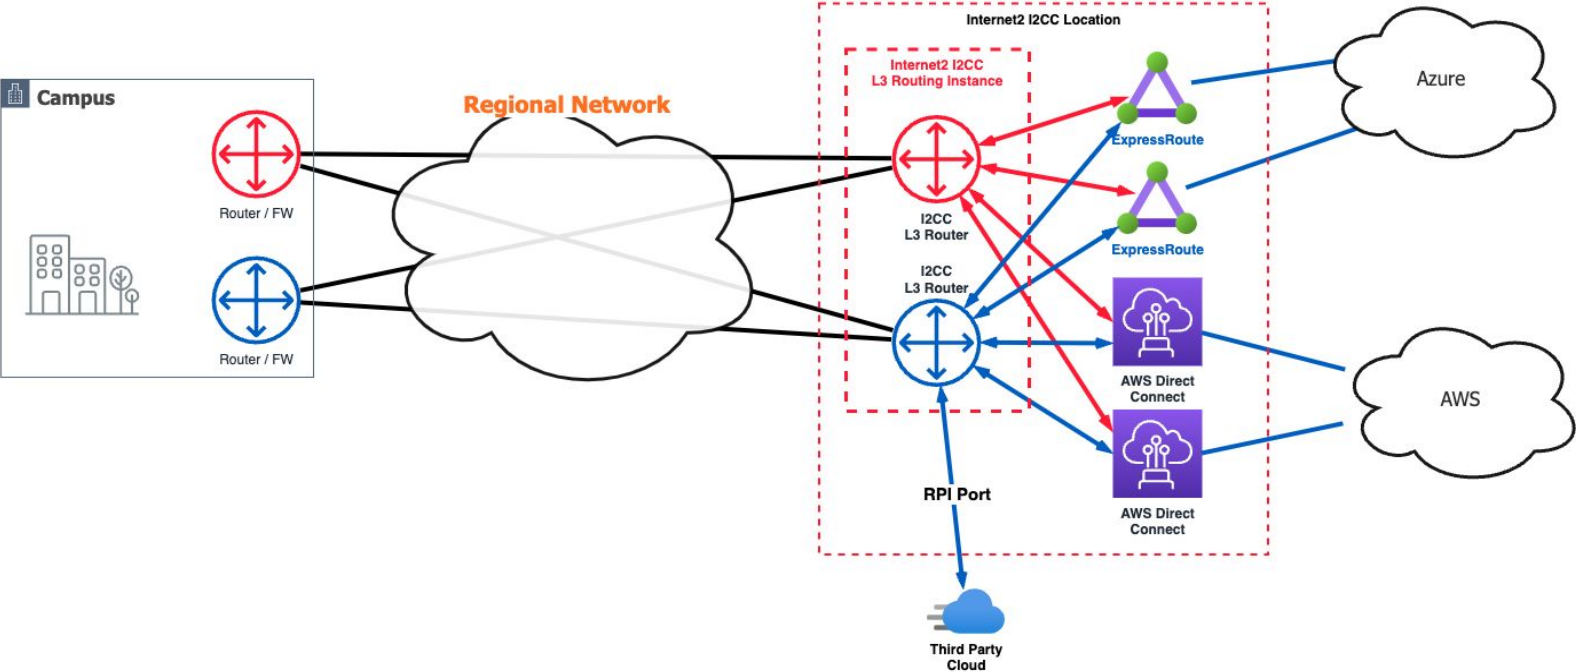 Internet2 I2CC Location
Internet2 I2CC
L3 Routing Instance
Campus
Regional Network
Azure
ExpressRoute
Router / FW
I2CC
L3 Router
ExpressRoute
I2CC
L3 Router
Router / FW
AWS Direct
Connect
AWS
RPI Port
AWS Direct
Connect
Third Party
Cloud